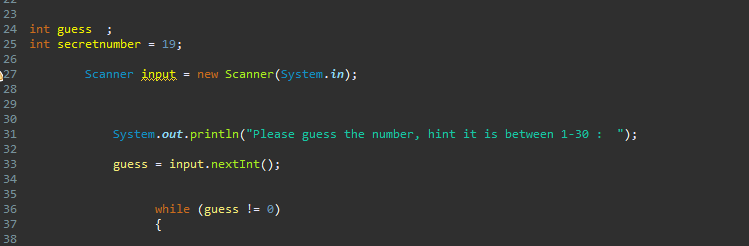 22
23
24 int guess  ;
25 int secretnumber = 19;
26
27 Scanner input = new Scanner(System.in);
28
29
30
31 System.out.println("Please guess the number, hint it is between 1-30 :  ");
32
33 guess = input.nextInt();
34
35
36 while (guess != 0)
37 {
38